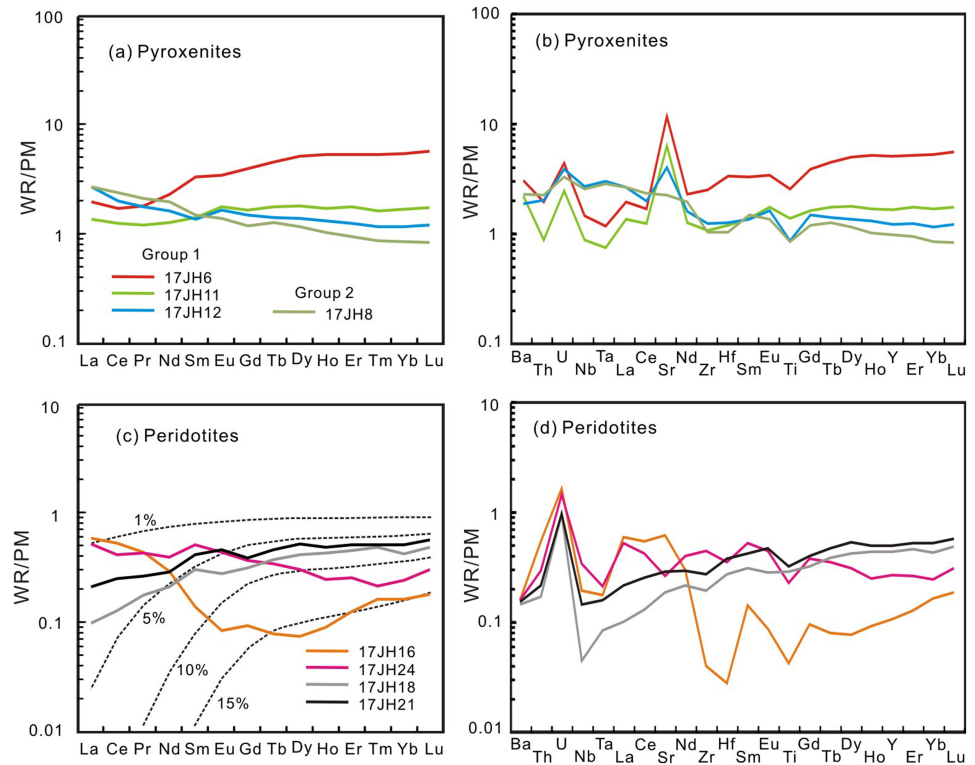 (a) Pyroxenites
100
10
1
0.1
WR/PM
Group 1
17JH6
17JH11
17JH12
Group 2
17JH8
La Ce Pr Nd Sm Eu Gd Tb Dy Ho Er Tm Yb Lu
(b) Pyroxenites
100
10
1
0.1
WR/PM
Ba Th U Nb Ta La Ce Sr Nd Zr Hf Sm Eu Ti Gd Tb Dy Ho Y Er Yb Lu
(c) Peridotites
10
1
0.1
0.01
WR/PM
1%
5%
10%
15%
17JH16
17JH24
17JH18
17JH21
La Ce Pr Nd Sm Eu Gd Tb Dy Ho Er Tm Yb Lu
(d) Peridotites
10
1
0.1
0.01
WR/PM
Ba Th U Nb Ta La Ce Sr Nd Zr Hf Sm Eu Ti Gd Tb Dy Ho Y Er Yb Lu